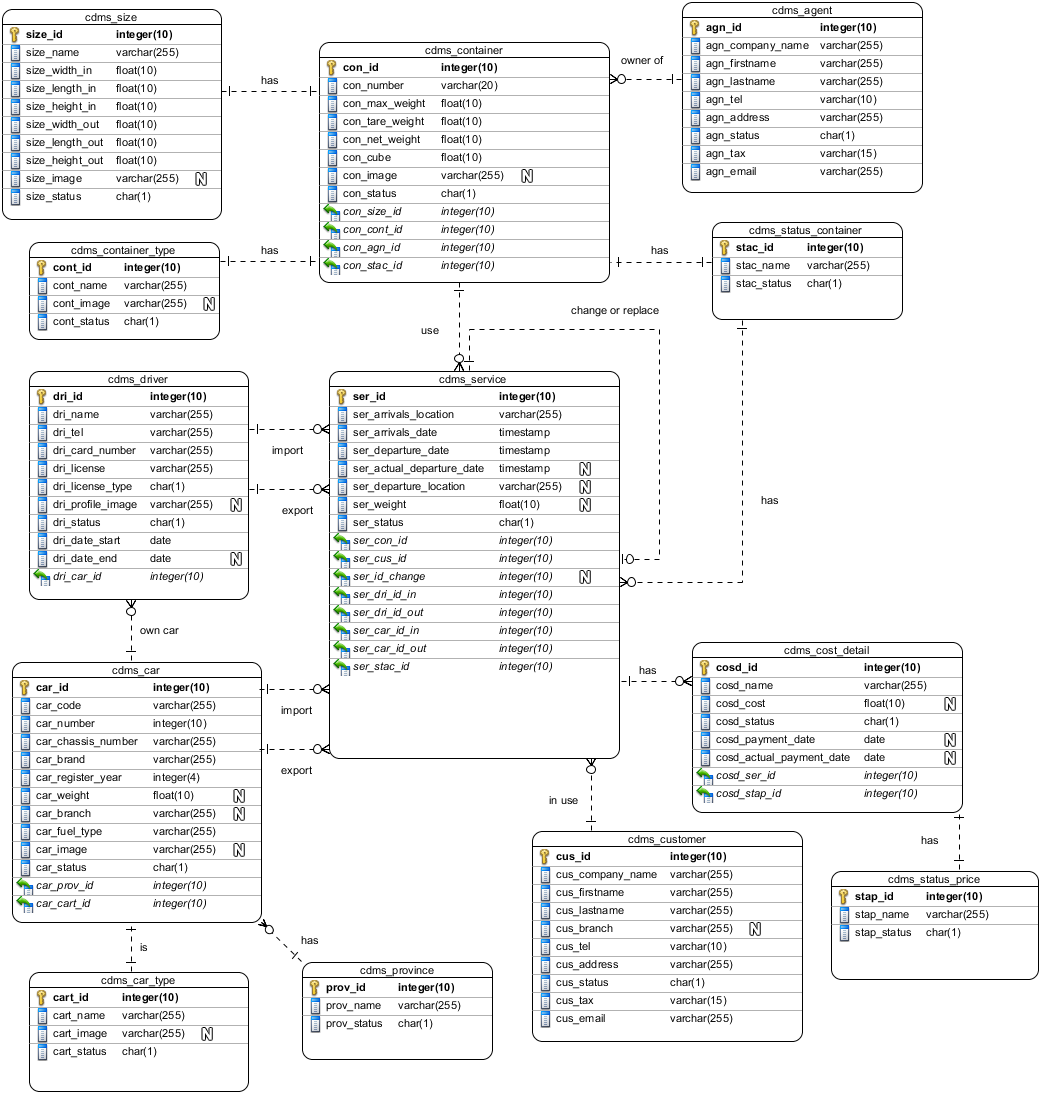 cdms_size
size_id integer(10)
size_name varchar(255)
size_width_in float(10)
size_length_in float(10)
size_height_in float(10)
size_width_out float(10)
size_length_out float(10)
size_height_out float(10)
size_image varchar(255) N
size_status char(1)
has
cdms_container
con_id integer(10)
con_number varchar(20)
con_max_weight float(10)
con_tare_weight float(10)
con_net_weight float(10)
con_cube float(10)
con_image varchar(255) N
con_status char(1)
con_size_id integer(10)
con_cont_id integer(10)
con_agn_id integer(10)
con_stac_id integer(10)
owner of
cdms_agent
agn_id integer(10)
agn_company_name varchar(255)
agn_firstname varchar(255)
agn_lastname varchar(255)
agn_tel varchar(10)
agn_address varchar(255)
agn_status char(1)
agn_tax varchar(15)
agn_email varchar(255)
cdms_container_type
cont_id integer(10)
cont_name varchar(255)
cont_image varchar(255) N
cont_status char(1)
has
has
cdms_status_container
stac_id integer(10)
stac_name varchar(255)
stac_status char(1)
use
change or replace
has
cdms_driver
dri_id integer(10)
dri_name varchar(255)
dri_tel varchar(255)
dri_card_number varchar(255)
dri_license varchar(255)
dri_license_type char(1)
dri_profile_image varchar(255) N
dri_status char(1)
dri_date_start date
dri_date_end date N
dri_car_id integer(10)
import
export
cdms_service
ser_id integer(10)
ser_arrivals_location varchar(255)
ser_arrivals_date timestamp
ser_departure_date timestamp
ser_actual_departure_date timestamp N
ser_departure_location varchar(255) N
ser_weight float(10) N
ser_status char(1)
ser_con_id integer(10)
ser_cus_id integer(10)
ser_id_change integer(10) N
ser_dri_id_in integer(10)
ser_dri_id_out integer(10)
ser_car_id_in integer(10)
ser_car_id_out integer(10)
ser_stac_id integer(10)
own car
cdms_car
car_id integer(10)
car_code varchar(255)
car_number integer(10)
car_chassis_number varchar(255)
car_brand varchar(255)
car_register_year integer(4)
car_weight float(10) N
car_branch varchar(255) N
car_fuel_type varchar(255)
car_image varchar(255) N
car_status char(1)
car_prov_id integer(10)
car_cart_id integer(10)
import
export
has
cdms_cost_detail
cosd_id integer(10)
cosd_name varchar(255)
cosd_cost float(10) N
cosd_status char(1)
cosd_payment_date date N
cosd_actual_payment_date date N
cosd_ser_id integer(10)
cosd_stap_id integer(10)
in use
cdms_customer
cus_id integer(10)
cus_company_name varchar(255)
cus_firstname varchar(255)
cus_lastname varchar(255)
cus_branch varchar(255) N
cus_tel varchar(10)
cus_address varchar(255)
cus_status char(1)
cus_tax varchar(15)
cus_email varchar(255)
has
cdms_status_price
stap_id integer(10)
stap_name varchar(255)
stap_status char(1)
is
cdms_car_type
cart_id integer(10)
cart_name varchar(255)
cart_image varchar(255) N
cart_status char(1)
has
cdms_province
prov_id integer(10)
prov_name varchar(255)
prov_status char(1)